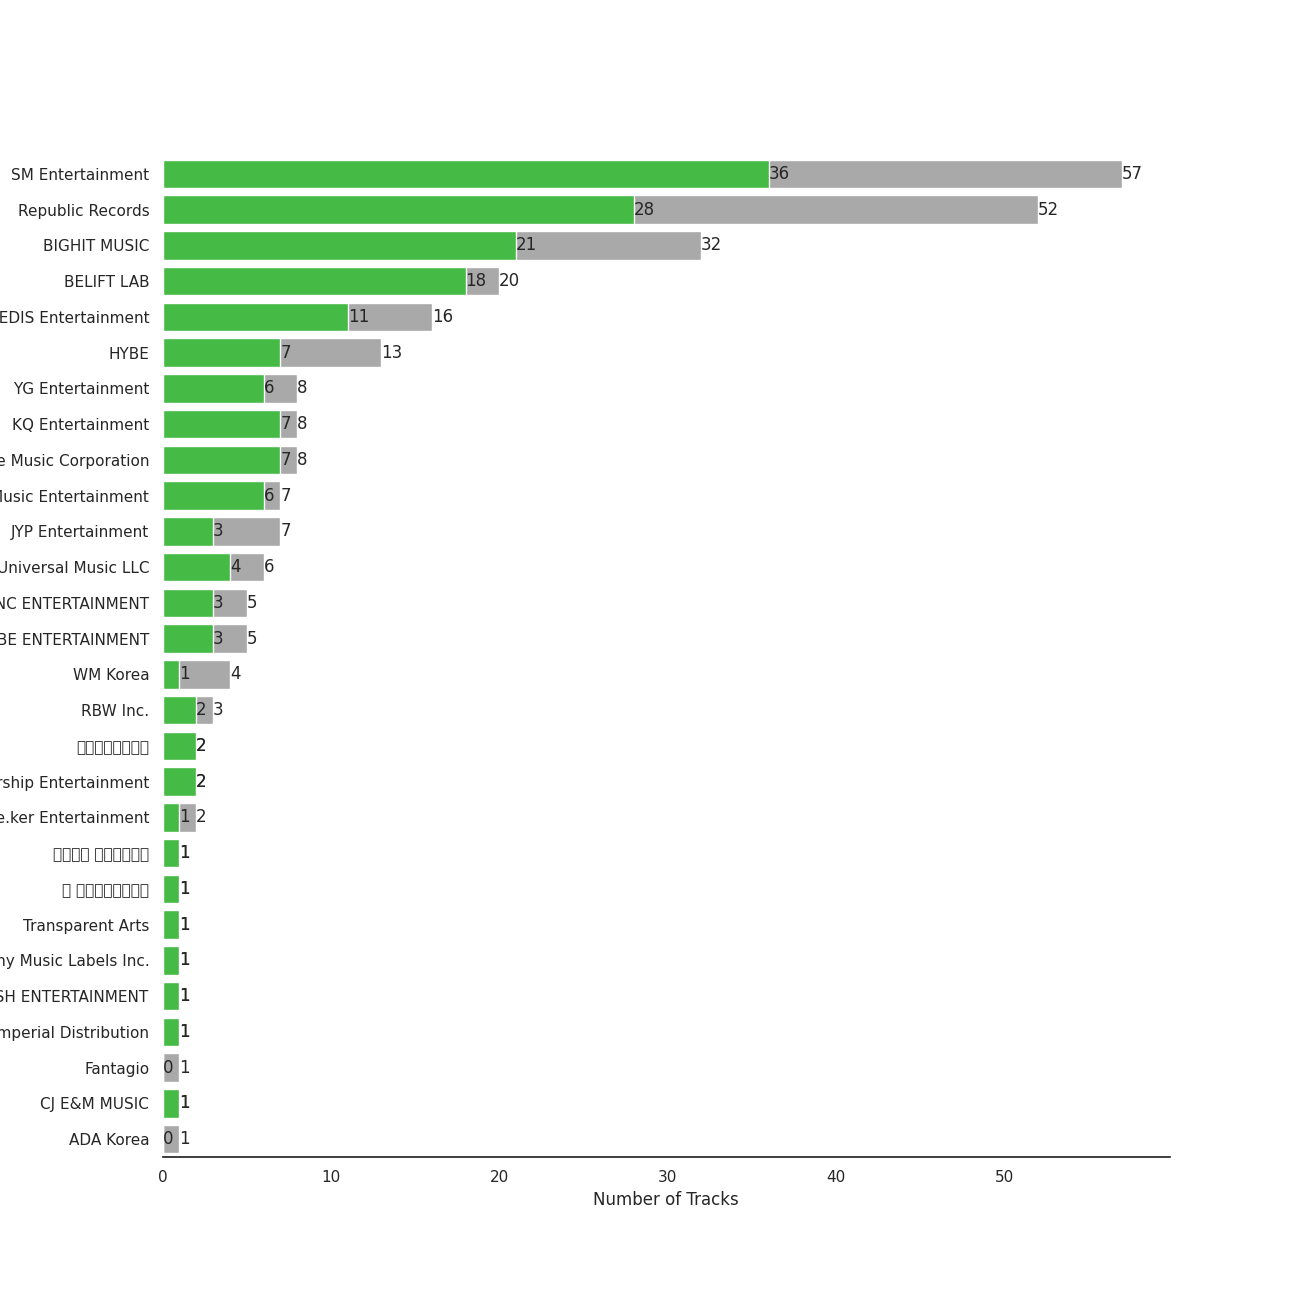 SM Entertainment 36 57
Republic Records 28 52
BIGHIT MUSIC 21 32
BELIFT LAB 18 20
EDIS Entertainment 11 16
HYBE 7 13
YG Entertainment 6 8
KQ Entertainment 7 8
e Music Corporation 7 8
Music Entertainment 6 7
JYP Entertainment 3 7
Universal Music LLC 4 6
NC ENTERTAINMENT 3 5
BE ENTERTAINMENT 3 5
WM Korea 1 4
RBW Inc. 2 3
2
rship Entertainment 2
e.ker Entertainment 1 2
1
1
Transparent Arts 1
ny Music Labels Inc. 1
SH ENTERTAINMENT 1
mperial Distribution 1
Fantagio 0 1
CJ E&M MUSIC 1
ADA Korea 0 1
0 10 20 30 40 50
Number of Tracks